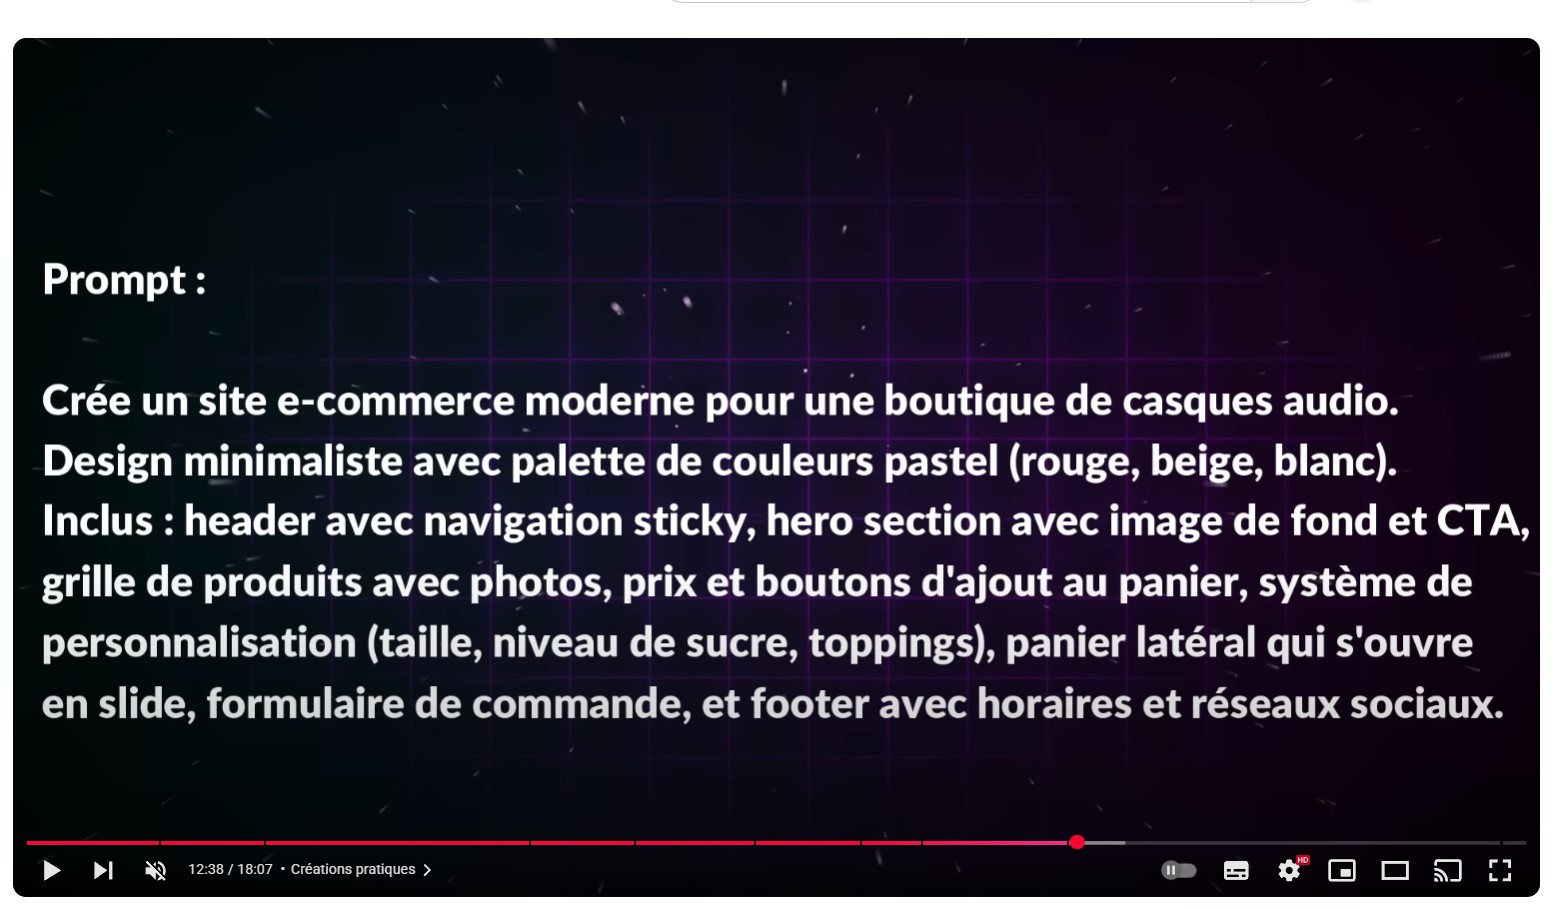 Prompt :
Crée un site e-commerce moderne pour une boutique de casques audio.
Design minimaliste avec palette de couleurs pastel (rouge, beige, blanc).
Inclus : header avec navigation sticky, hero section avec image de fond et CTA,
grille de produits avec photos, prix et boutons d'ajout au panier, système de
personnalisation (taille, niveau de sucre, toppings), panier latéral qui s'ouvre
en slide, formulaire de commande, et footer avec horaires et réseaux sociaux.
12:38 / 18:07 • Créations pratiques
HD